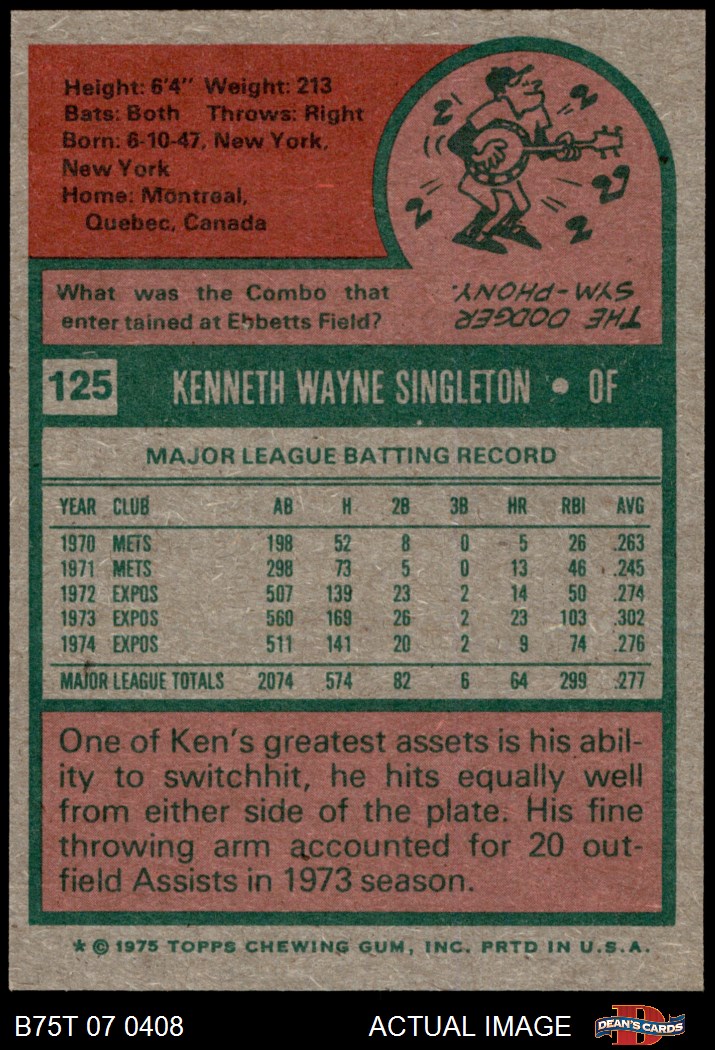 Height: 6'4" Weight: 213
Bats: Both Throws: Right
Born: 6-10-47, New York,
New York
Home: Montreal,
Quebec, Canada
What was the Combo that
entertained at Ebbetts Field?
THE DODGER
SYM-PHONY.
125 KENNETH WAYNE SINGLETON • OF
MAJOR LEAGUE BATTING RECORD
YEAR CLUB AB H 2B 3B HR RBI AVG
1970 METS 198 52 8 0 5 26 .263
1971 METS 298 73 5 0 13 46 .245
1972 EXPOS 507 139 23 2 14 50 .274
1973 EXPOS 560 169 26 2 23 103 .302
1974 EXPOS 511 141 20 2 9 74 .276
MAJOR LEAGUE TOTALS 2074 574 82 6 64 299 .277
One of Ken's greatest assets is his abil-
ity to switchhit, he hits equally well
from either side of the plate. His fine
throwing arm accounted for 20 out-
field Assists in 1973 season.
* © 1975 TOPPS CHEWING GUM, INC. PRTD IN U.S.A.
B75T 07 0408 ACTUAL IMAGE D DEAN'S CARDS